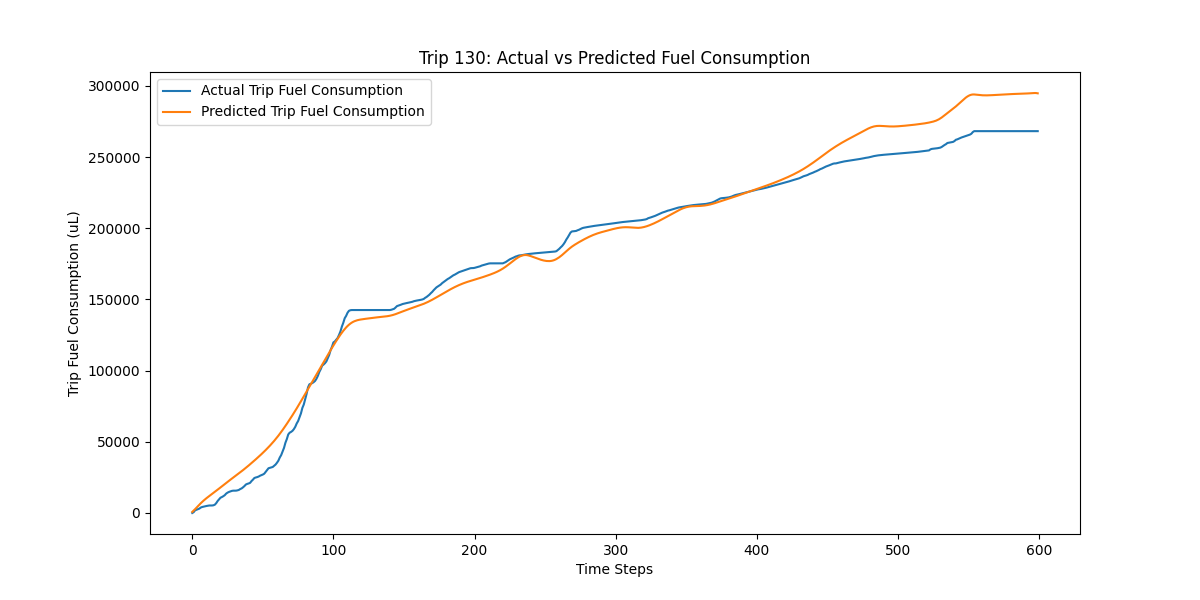 Trip 130: Actual vs Predicted Fuel Consumption
Actual Trip Fuel Consumption
Predicted Trip Fuel Consumption
Trip Fuel Consumption (uL)
300000
250000
200000
150000
100000
50000
0
0 100 200 300 400 500 600
Time Steps